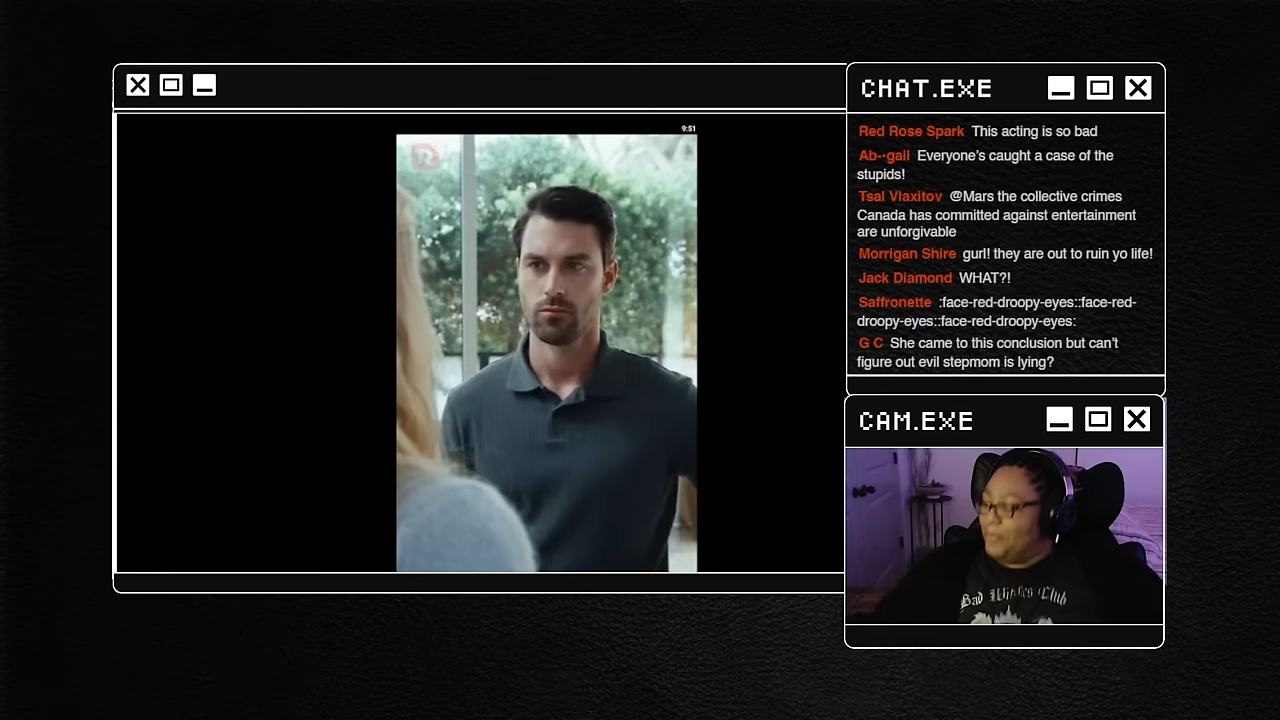 CHAT.EXE
9:51
R
Red Rose Spark This acting is so bad
Ab--gail Everyone's caught a case of the
stupids!
Tsal Vlaxitov @Mars the collective crimes
Canada has committed against entertainment
are unforgivable
Morrigan Shire gurl! they are out to ruin yo life!
Jack Diamond WHAT?!
Saffronette :face-red-droopy-eyes::face-red-
droopy-eyes::face-red-droopy-eyes:
G C She came to this conclusion but can't
figure out evil stepmom is lying?
CAM.EXE
Bad Witches Club